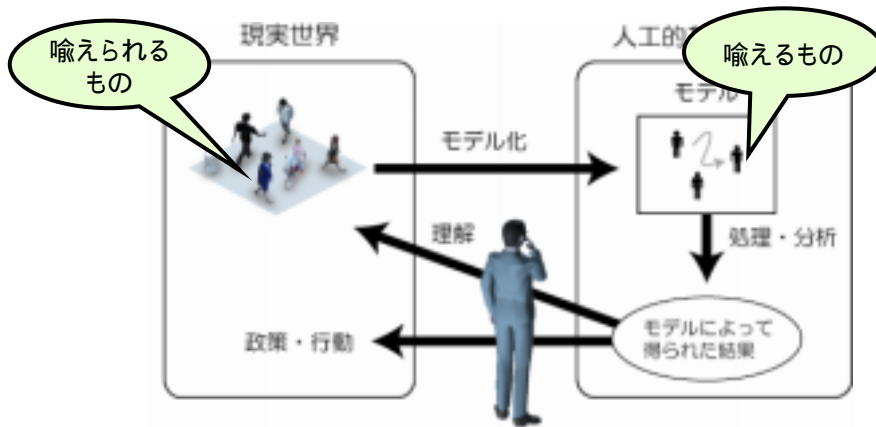 現実世界
人工的
喩えられる
もの
喩えるもの
モデル
モデル化
理解
処理・分析
政策・行動
モデルによって
得られた結果